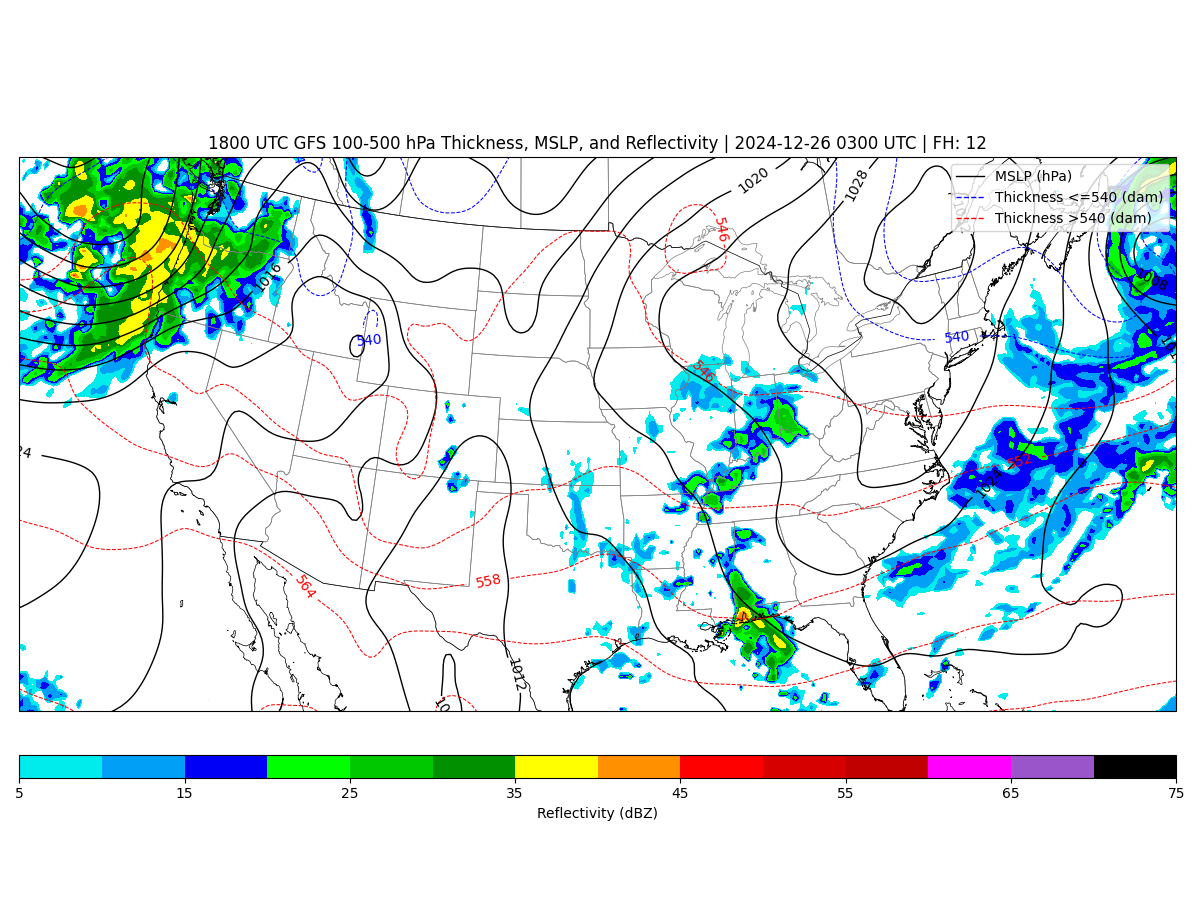 1800 UTC GFS 100-500 hPa Thickness, MSLP, and Reflectivity | 2024-12-26 0300 UTC | FH: 12
MSLP (hPa)
Thickness <=540 (dam)
Thickness >540 (dam)
1020
1028
546
1016
1008
540
540
546
24
552
1024
564
558
1012
10
5 15 25 35 45 55 65 75
Reflectivity (dBZ)